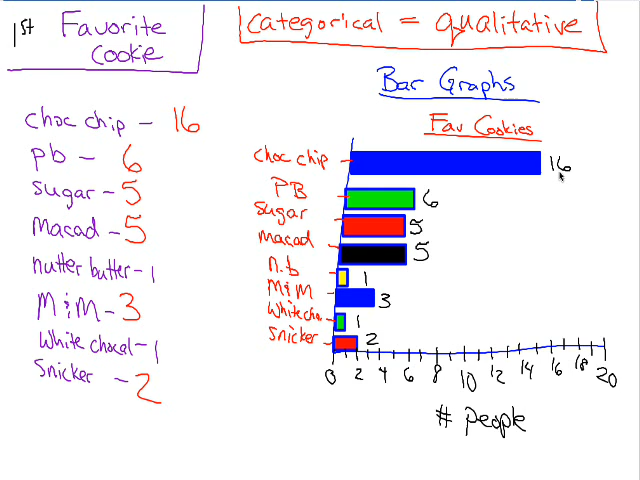 1st Favorite
Cookie
Categorical = qualitative
Bar Graphs
choc chip - 16
pb - 6
sugar - 5
macad - 5
nutter butter - 1
M&M - 3
White chocal - 1
Snicker - 2
Fav Cookies
choc chip 16
PB 6
sugar 5
macad 5
n.b 1
M&M 3
White choc 1
Snicker 2
0 2 4 6 8 10 12 14 16 18 20
# people